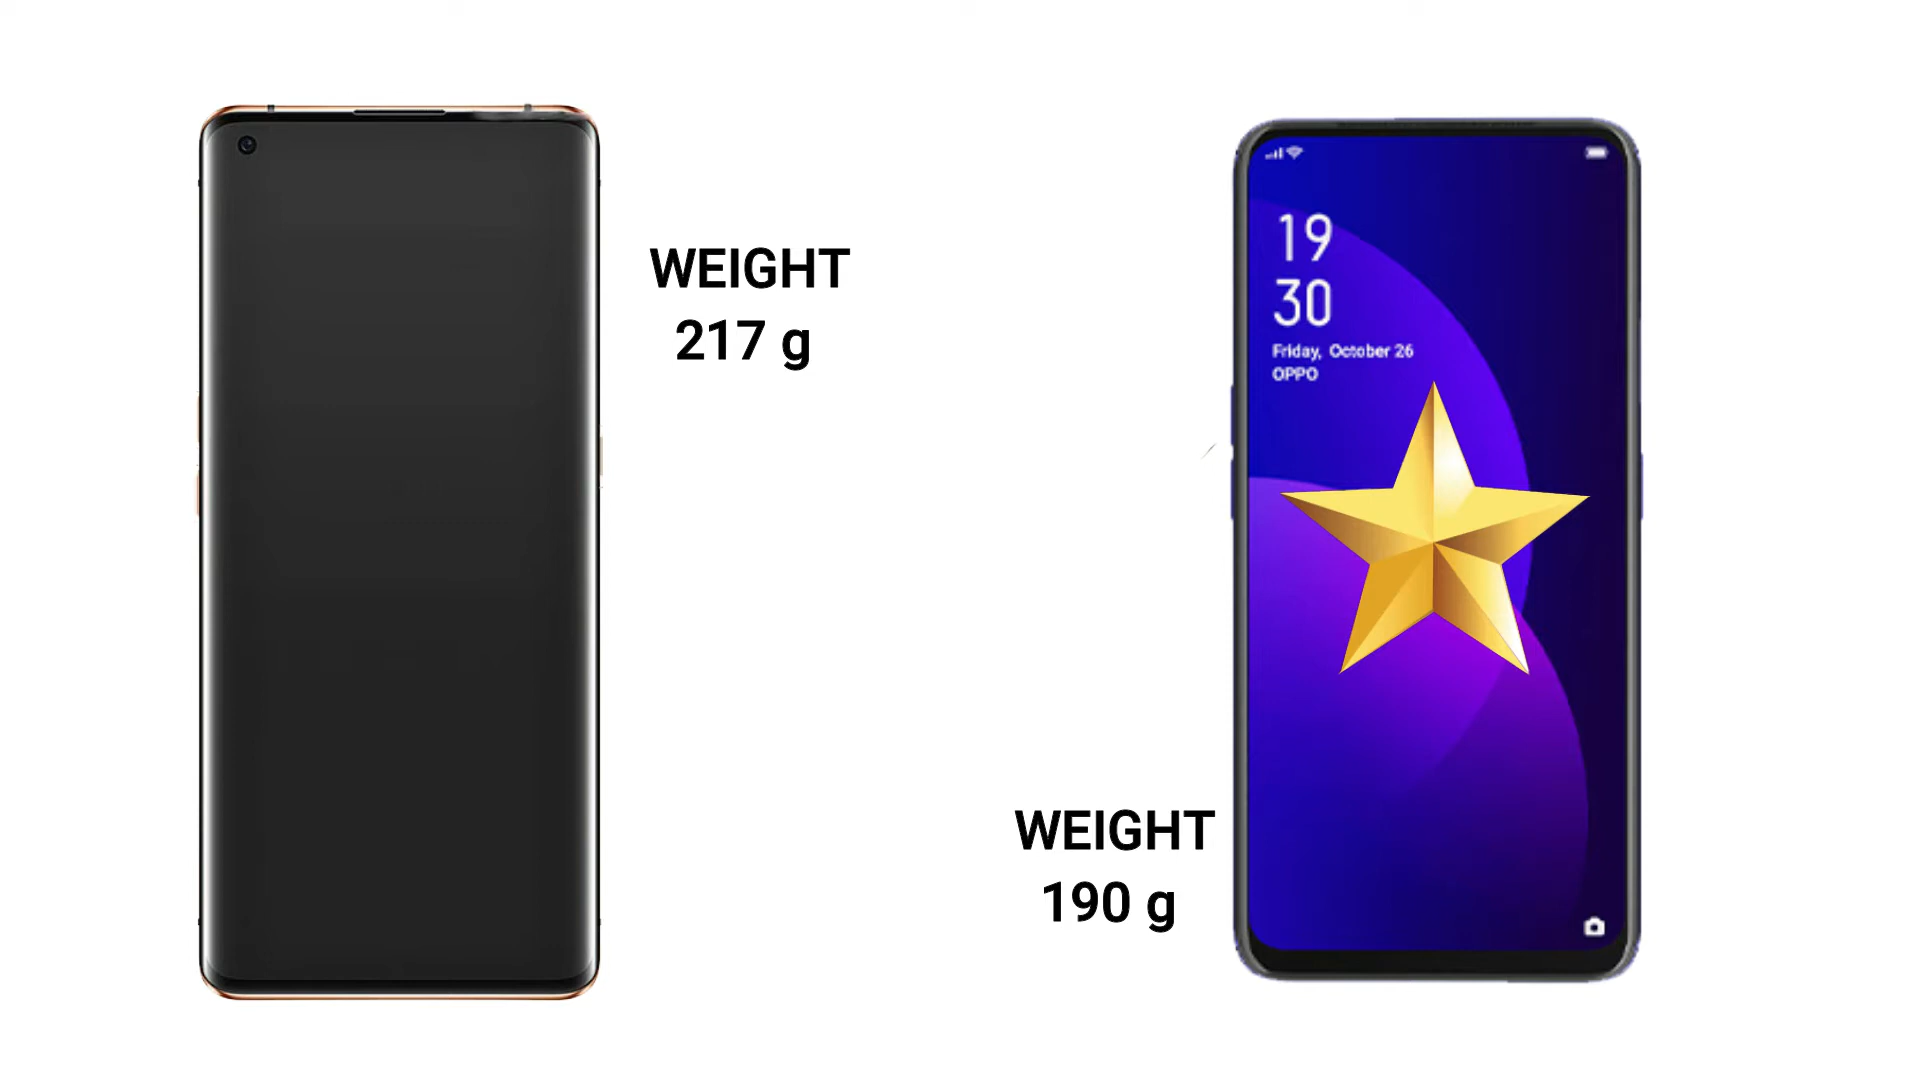 WEIGHT
217 g
19
30
Friday, October 26
OPPO
WEIGHT
190 g